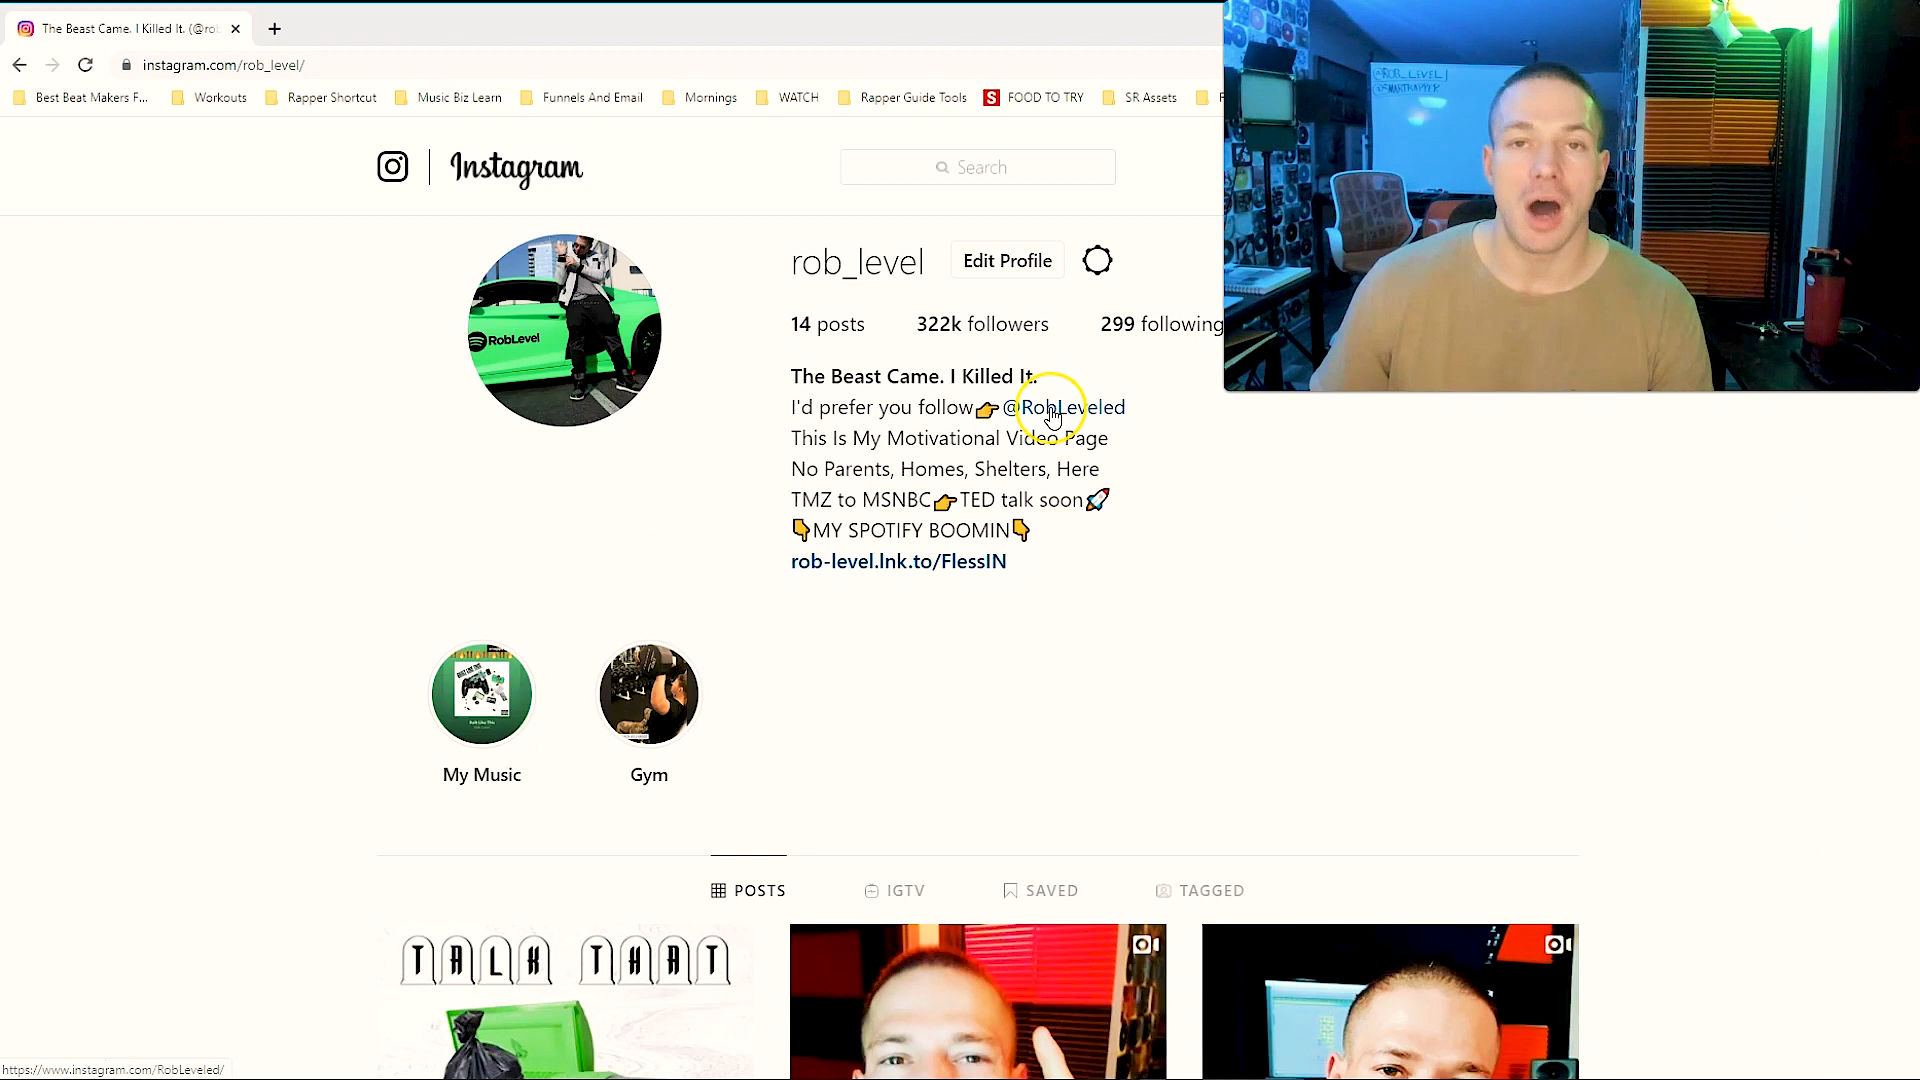 The Beast Came. I Killed It. (@ro
instagram.com/rob_level/
Best Beat Makers F...
Workouts
Rapper Shortcut
Music Biz Learn
Funnels And Email
Mornings
WATCH
Rapper Guide Tools
S FOOD TO TRY
SR Assets
F
@ROB_LEVEL1
@SMARTRAPPER
Instagram
Search
rob_level
Edit Profile
14 posts
322k followers
299 following
RobLevel
The Beast Came. I Killed It.
I'd prefer you follow👉@RobLeveled
This Is My Motivational Video Page
No Parents, Homes, Shelters, Here
TMZ to MSNBC👉TED talk soon🚀
👇MY SPOTIFY BOOMIN👇
rob-level.lnk.to/FlessIN
My Music
Gym
POSTS
IGTV
SAVED
TAGGED
TALK THAT
https://www.instagram.com/RobLeveled/